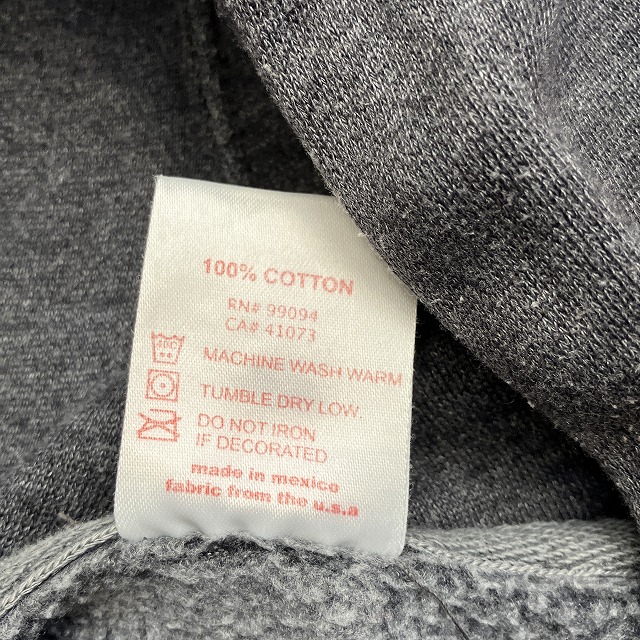 100% COTTON
RN# 99094
CA# 41073
MACHINE WASH WARM
TUMBLE DRY LOW.
DO NOT IRON
IF DECORATED
made in mexico
fabric from the u.s.a